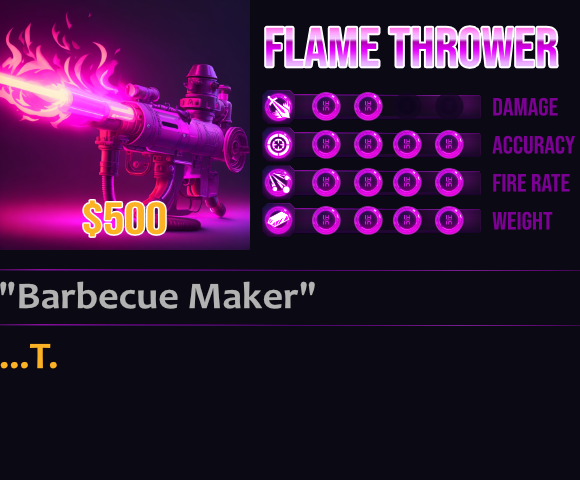 FLAME THROWER
DAMAGE
ACCURACY
FIRE RATE
WEIGHT
$500
"Barbecue Maker"
...T.